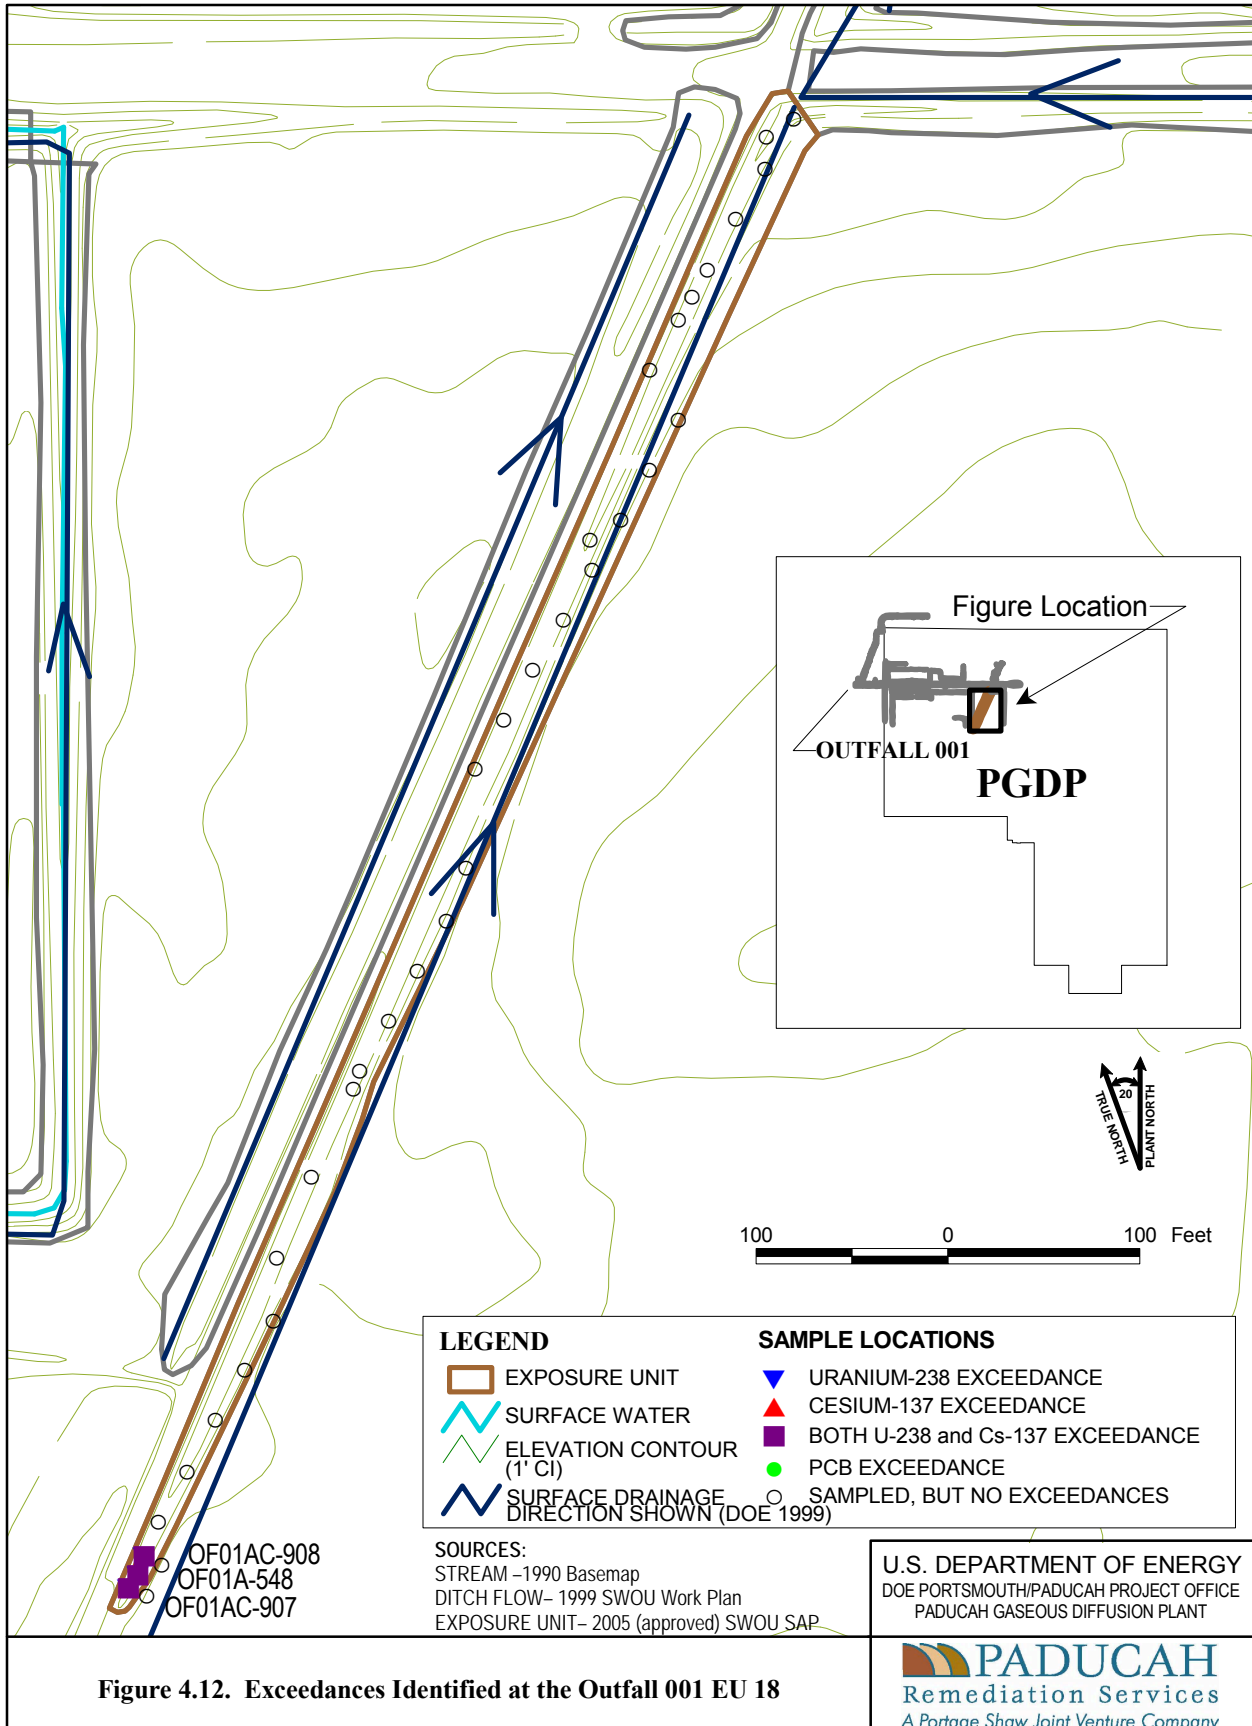 Figure Location
OUTFALL 001
PGDP
TRUE NORTH
20
PLANT NORTH
100 0 100 Feet
LEGEND
EXPOSURE UNIT
SURFACE WATER
ELEVATION CONTOUR
(1' CI)
SURFACE DRAINAGE
DIRECTION SHOWN (DOE 1999)
SAMPLE LOCATIONS
URANIUM-238 EXCEEDANCE
CESIUM-137 EXCEEDANCE
BOTH U-238 and Cs-137 EXCEEDANCE
PCB EXCEEDANCE
SAMPLED, BUT NO EXCEEDANCES
OF01AC-908
OF01A-548
OF01AC-907
SOURCES:
STREAM –1990 Basemap
DITCH FLOW– 1999 SWOU Work Plan
EXPOSURE UNIT– 2005 (approved) SWOU SAP
U.S. DEPARTMENT OF ENERGY
DOE PORTSMOUTH/PADUCAH PROJECT OFFICE
PADUCAH GASEOUS DIFFUSION PLANT
Figure 4.12. Exceedances Identified at the Outfall 001 EU 18
PADUCAH
Remediation Services
A Portage Shaw Joint Venture Company